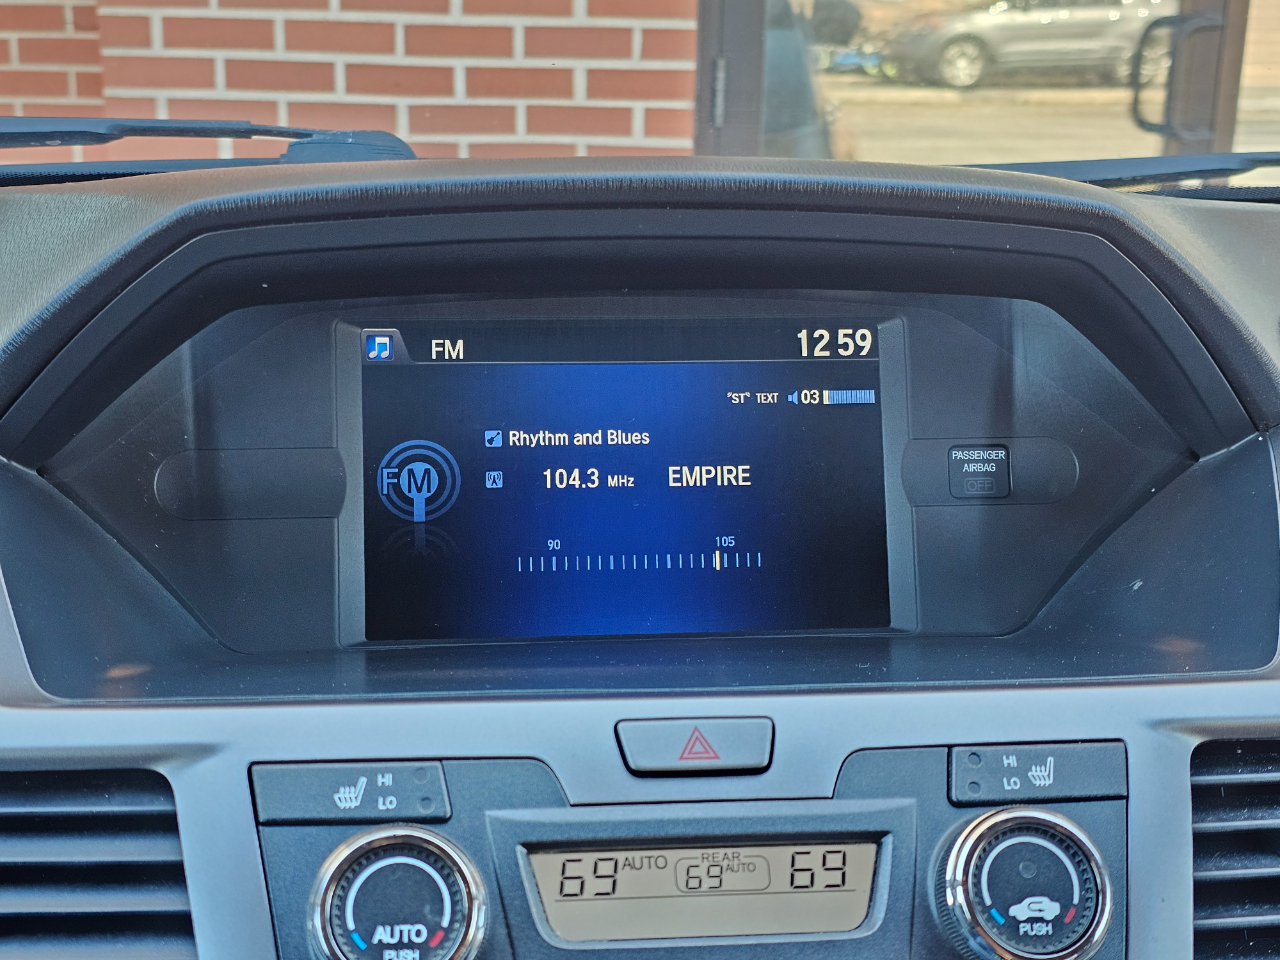 FM
12 59
"ST" TEXT 03
Rhythm and Blues
FM
104.3 MHz EMPIRE
90 105
PASSENGER
AIRBAG
OFF
HI
LO
HI
LO
69 AUTO REAR 69 AUTO 69
AUTO
PUSH
PUSH